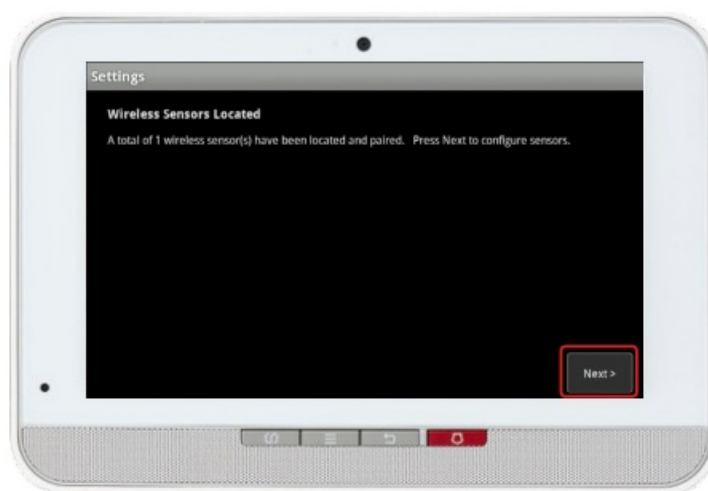 Settings
Wireless Sensors Located
A total of 1 wireless sensor(s) have been located and paired. Press Next to configure sensors.
Next >